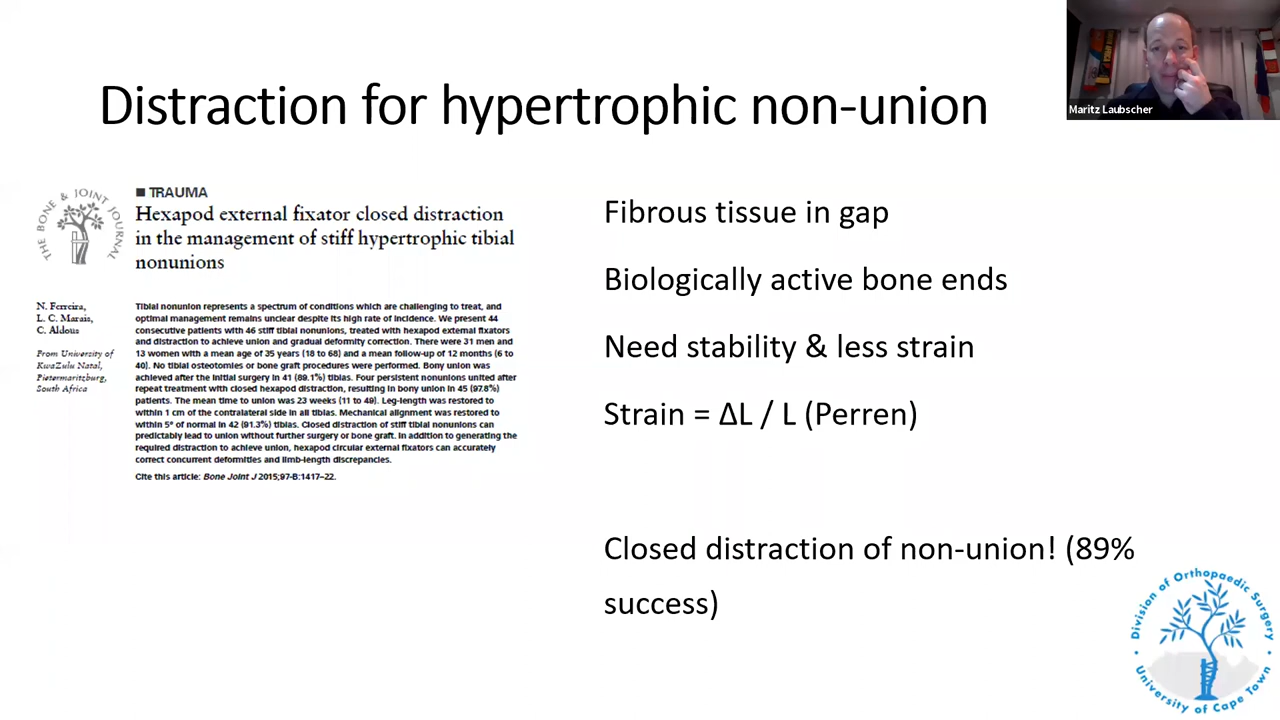 Distraction for hypertrophic non-union
Maritz Laubscher
THE BONE & JOINT JOURNAL
■ TRAUMA
Hexapod external fixator closed distraction
in the management of stiff hypertrophic tibial
nonunions
N. Ferreira,
L. C. Marais,
C. Aldous
From University of
KwaZulu Natal,
Pietermaritzburg,
South Africa
Tibial nonunion represents a spectrum of conditions which are challenging to treat, and
optimal management remains unclear despite its high rate of incidence. We present 44
consecutive patients with 46 stiff tibial nonunions, treated with hexapod external fixators
and distraction to achieve union and gradual deformity correction. There were 31 men and
13 women with a mean age of 35 years (18 to 68) and a mean follow-up of 12 months (6 to
40). No tibial osteotomies or bone graft procedures were performed. Bony union was
achieved after the initial surgery in 41 (89.1%) tibias. Four persistent nonunions united after
repeat treatment with closed hexapod distraction, resulting in bony union in 45 (97.8%)
patients. The mean time to union was 23 weeks (11 to 49). Leg-length was restored to
within 1 cm of the contralateral side in all tibias. Mechanical alignment was restored to
within 5° of normal in 42 (91.3%) tibias. Closed distraction of stiff tibial nonunions can
predictably lead to union without further surgery or bone graft. In addition to generating the
required distraction to achieve union, hexapod circular external fixators can accurately
correct concurrent deformities and limb-length discrepancies.
Cite this article: Bone Joint J 2015;97-B:1417–22.
Fibrous tissue in gap
Biologically active bone ends
Need stability & less strain
Strain = ΔL / L (Perren)
Closed distraction of non-union! (89%
success)
Division of Orthopaedic Surgery
University of Cape Town